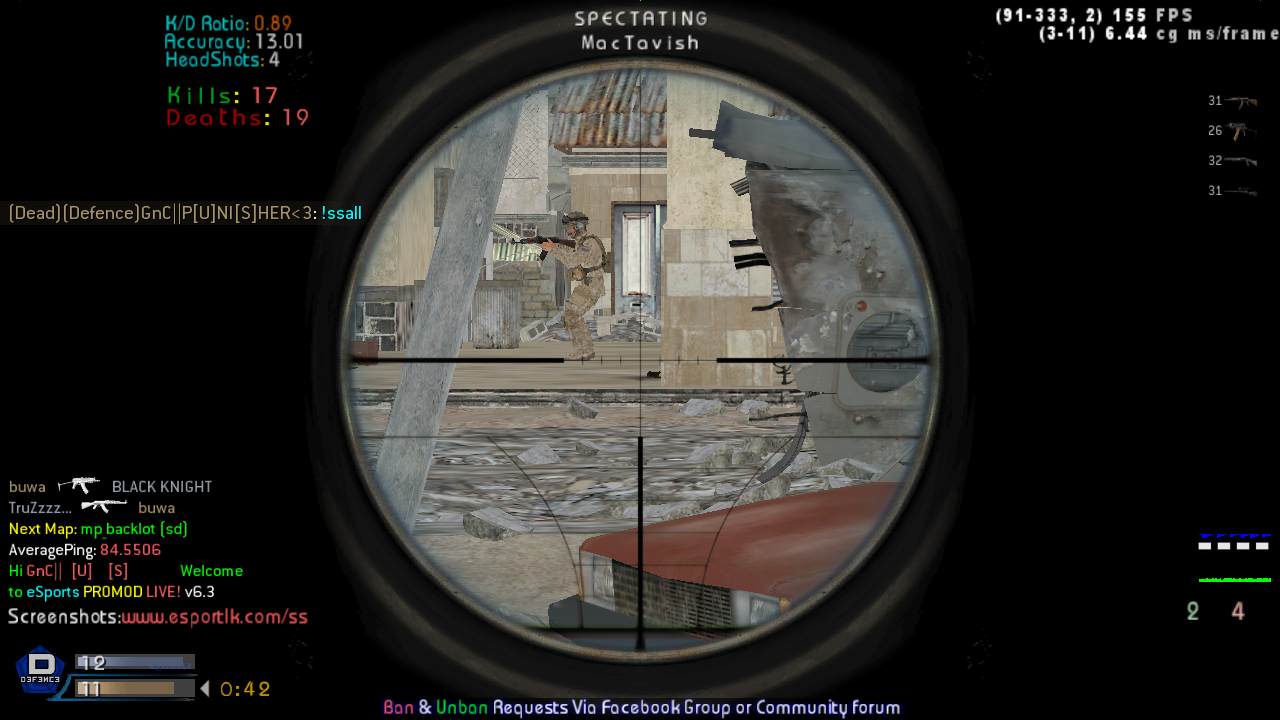 K/D Ratio: 0.89
Accuracy: 13.01
HeadShots: 4
Kills: 17
Deaths: 19
SPECTATING
MacTavish
(91-333, 2) 155 FPS
(3-11) 6.44 cg ms/frame
31
26
32
31
(Dead)(Defence)GnC||P[U]NI[S]HER<3: !ssall
buwa BLACK KNIGHT
TruZzzz... buwa
Next Map: mp_backlot (sd)
AveragePing: 84.5506
Hi GnC|| [U] [S] Welcome
to eSports PROMOD LIVE! v6.3
Screenshots:www.esportlk.com/ss
D
D3F3NC3
12
11
0:42
2 4
Ban & Unban Requests Via Facebook Group or Community forum